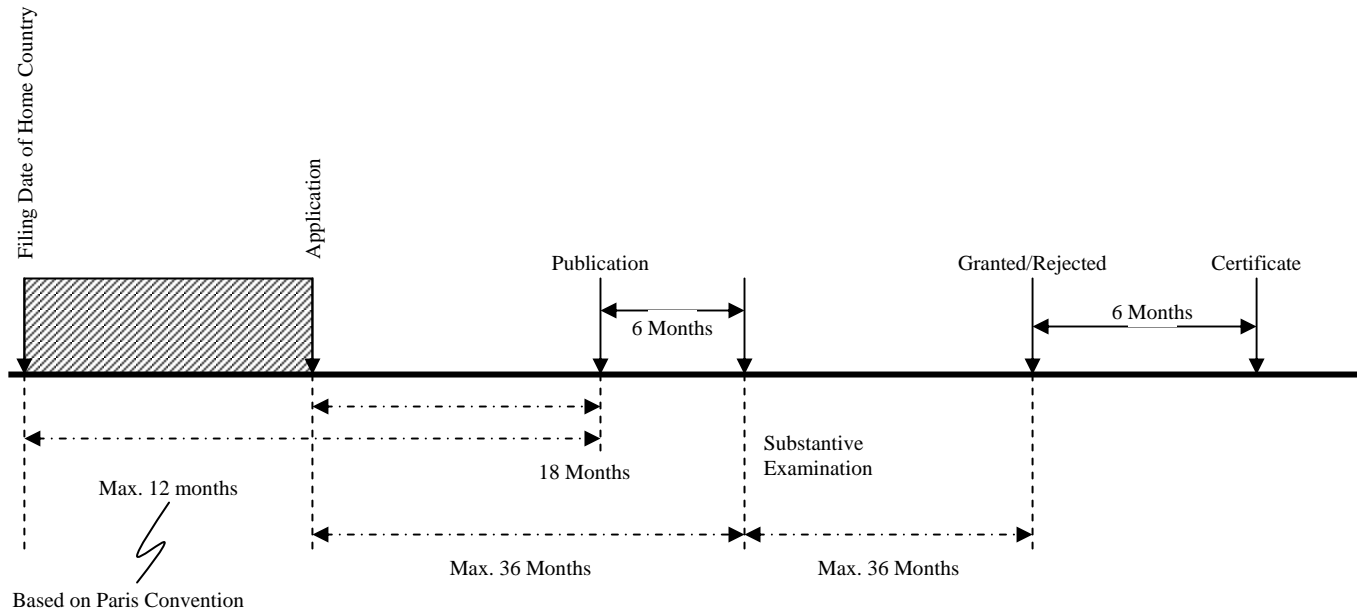 Filing Date of Home Country
Application
Publication
Granted/Rejected
Certificate
6 Months
6 Months
Substantive
Examination
18 Months
Max. 12 months
Max. 36 Months
Max. 36 Months
Based on Paris Convention